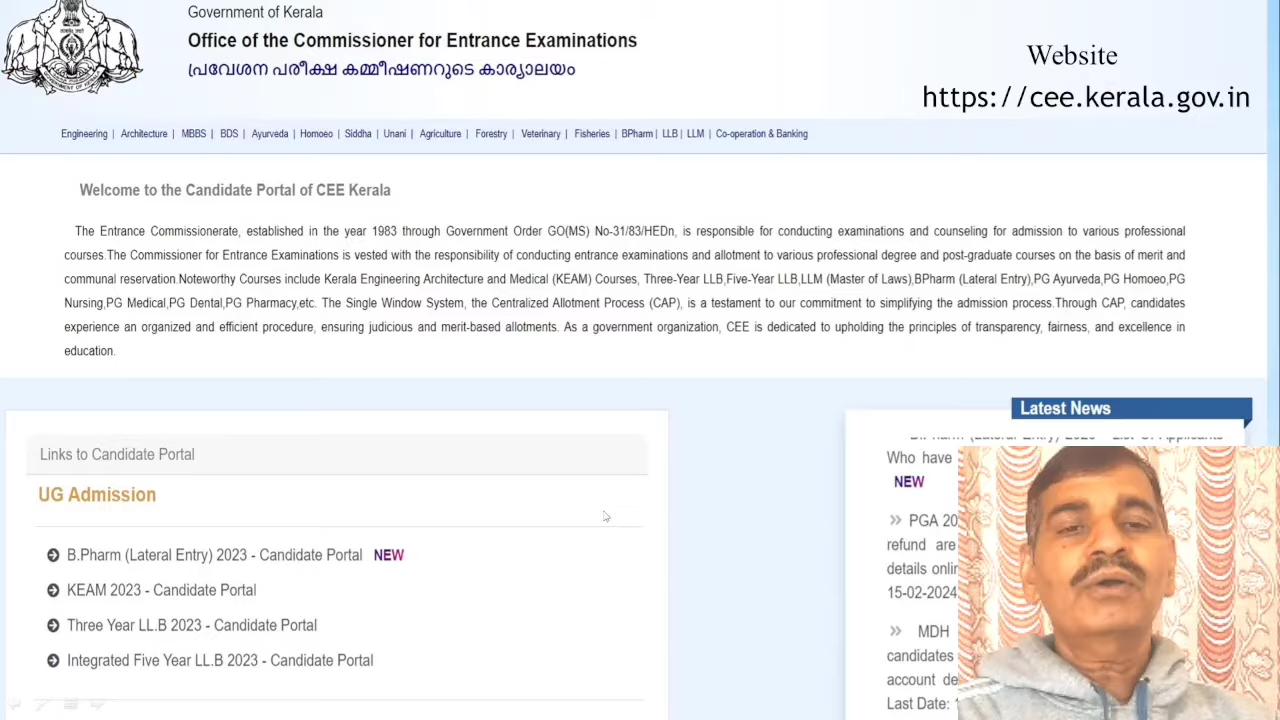 Government of Kerala
Office of the Commissioner for Entrance Examinations
പ്രവേശന പരീക്ഷ കമ്മീഷണറുടെ കാര്യാലയം
Website
https://cee.kerala.gov.in
Engineering | Architecture | MBBS | BDS | Ayurveda | Homoeo | Siddha | Unani | Agriculture | Forestry | Veterinary | Fisheries | BPharm | LLB | LLM | Co-operation & Banking
Welcome to the Candidate Portal of CEE Kerala
The Entrance Commissionerate, established in the year 1983 through Government Order GO(MS) No-31/83/HEDn, is responsible for conducting examinations and counseling for admission to various professional
courses.The Commissioner for Entrance Examinations is vested with the responsibility of conducting entrance examinations and allotment to various professional degree and post-graduate courses on the basis of merit and
communal reservation.Noteworthy Courses include Kerala Engineering Architecture and Medical (KEAM) Courses, Three-Year LLB,Five-Year LLB,LLM (Master of Laws),BPharm (Lateral Entry),PG Ayurveda,PG Homoeo,PG
Nursing,PG Medical,PG Dental,PG Pharmacy,etc. The Single Window System, the Centralized Allotment Process (CAP), is a testament to our commitment to simplifying the admission process.Through CAP, candidates
experience an organized and efficient procedure, ensuring judicious and merit-based allotments. As a government organization, CEE is dedicated to upholding the principles of transparency, fairness, and excellence in
education.
Links to Candidate Portal
UG Admission
B.Pharm (Lateral Entry) 2023 - Candidate Portal NEW
KEAM 2023 - Candidate Portal
Three Year LL.B 2023 - Candidate Portal
Integrated Five Year LL.B 2023 - Candidate Portal
Latest News
Who have
NEW
PGA 20
refund are
details onlin
15-02-2024
MDH
candidates
account de
Last Date: